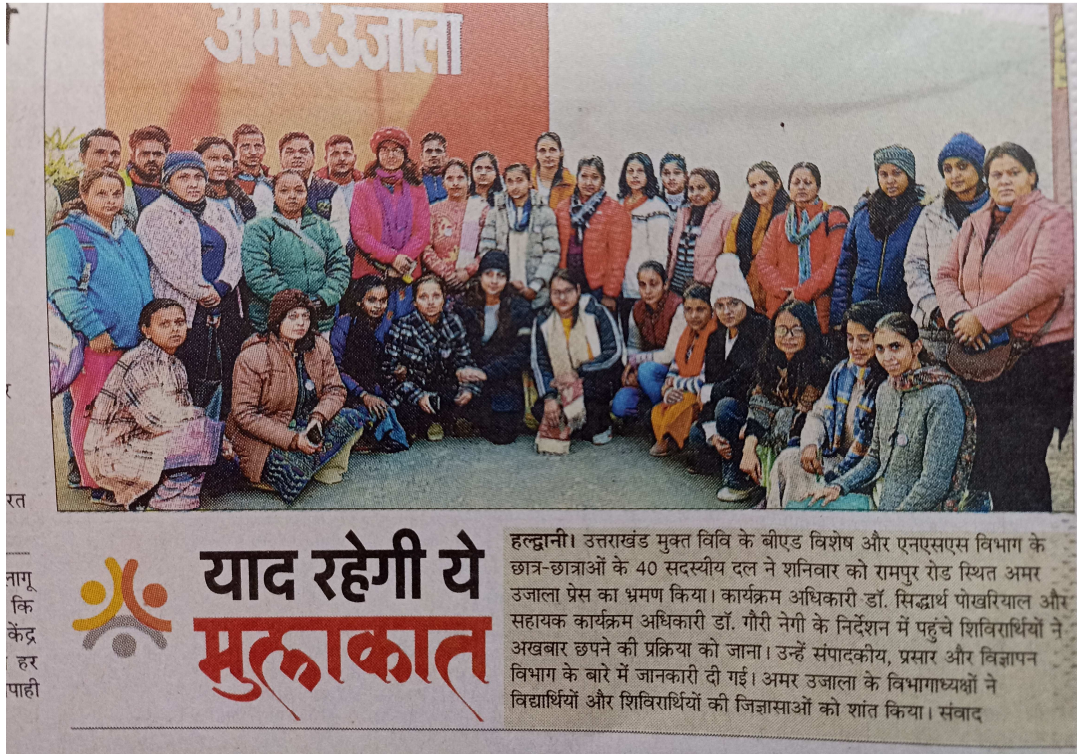 अमर उजाला
याद रहेगी ये
मुलाकात
हल्द्वानी। उत्तराखंड मुक्त विवि के बीएड विशेष और एनएसएस विभाग के
छात्र-छात्राओं के 40 सदस्यीय दल ने शनिवार को रामपुर रोड स्थित अमर
उजाला प्रेस का भ्रमण किया। कार्यक्रम अधिकारी डॉ. सिद्धार्थ पोखरियाल और
सहायक कार्यक्रम अधिकारी डॉ. गौरी नेगी के निर्देशन में पहुंचे शिविरार्थियों ने
अखबार छपने की प्रक्रिया को जाना। उन्हें संपादकीय, प्रसार और विज्ञापन
विभाग के बारे में जानकारी दी गई। अमर उजाला के विभागाध्यक्षों ने
विद्यार्थियों और शिविरार्थियों की जिज्ञासाओं को शांत किया। संवाद
रत
कि
केंद्र
हर